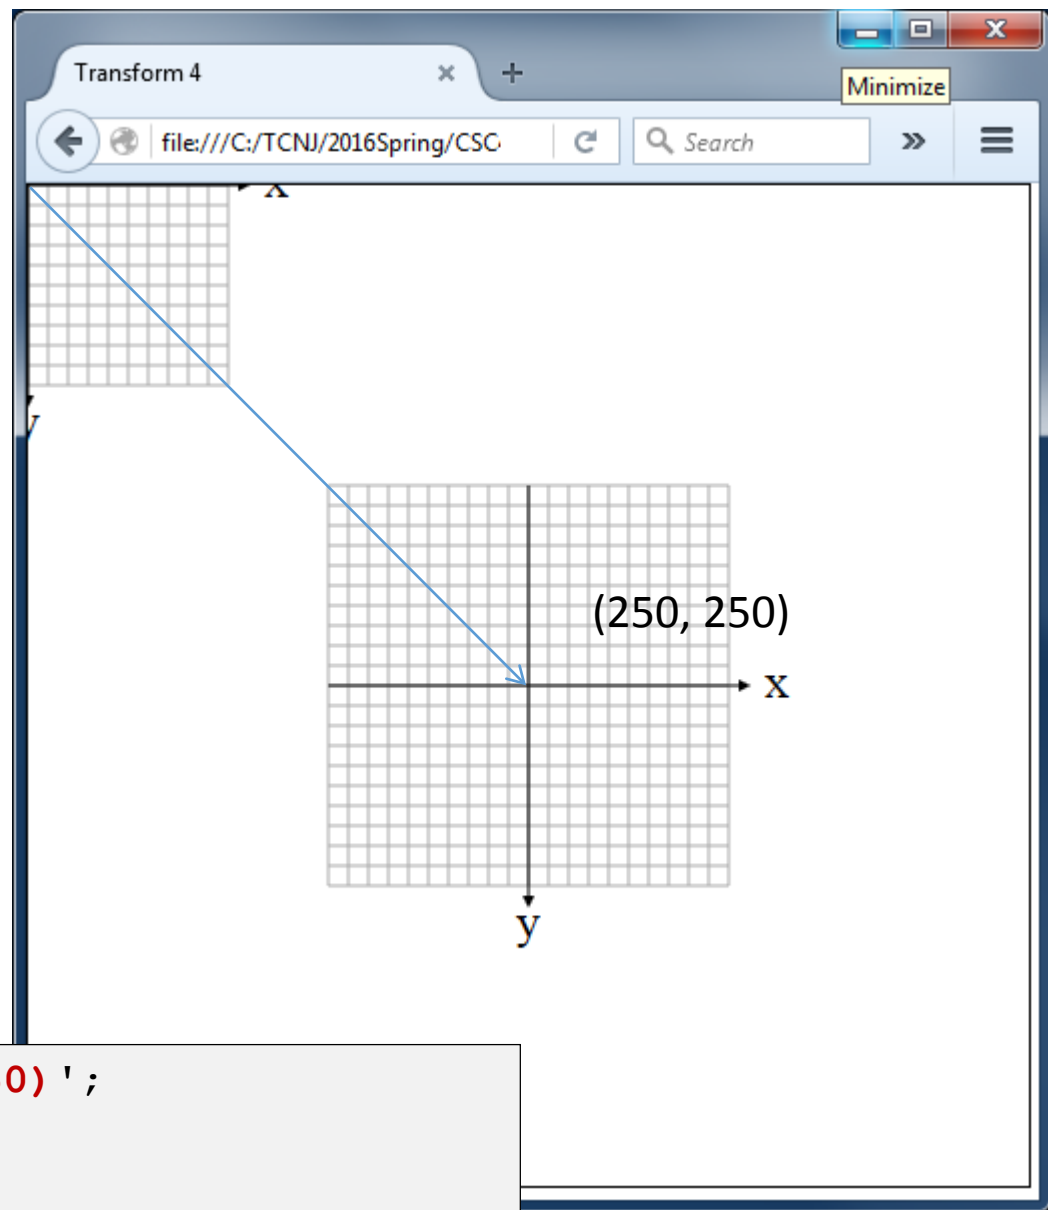 Transform 4
Minimize
file:///C:/TCNJ/2016Spring/CSC
Search
x
y
(250, 250)
x
y
0)';